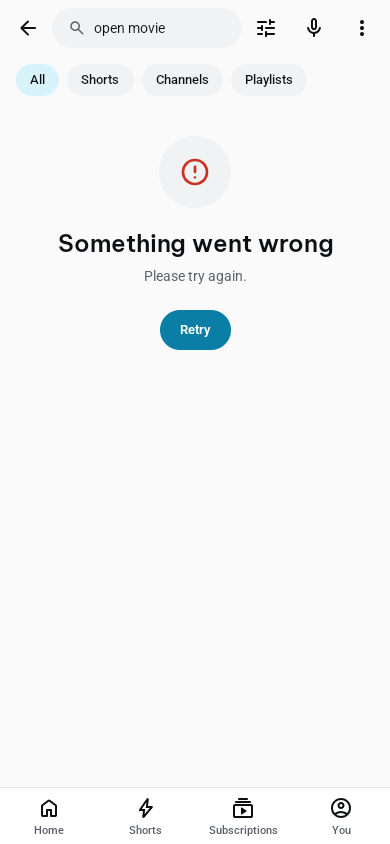 open movie
All
Shorts
Channels
Playlists
Something went wrong
Please try again.
Retry
Home
Shorts
Subscriptions
You